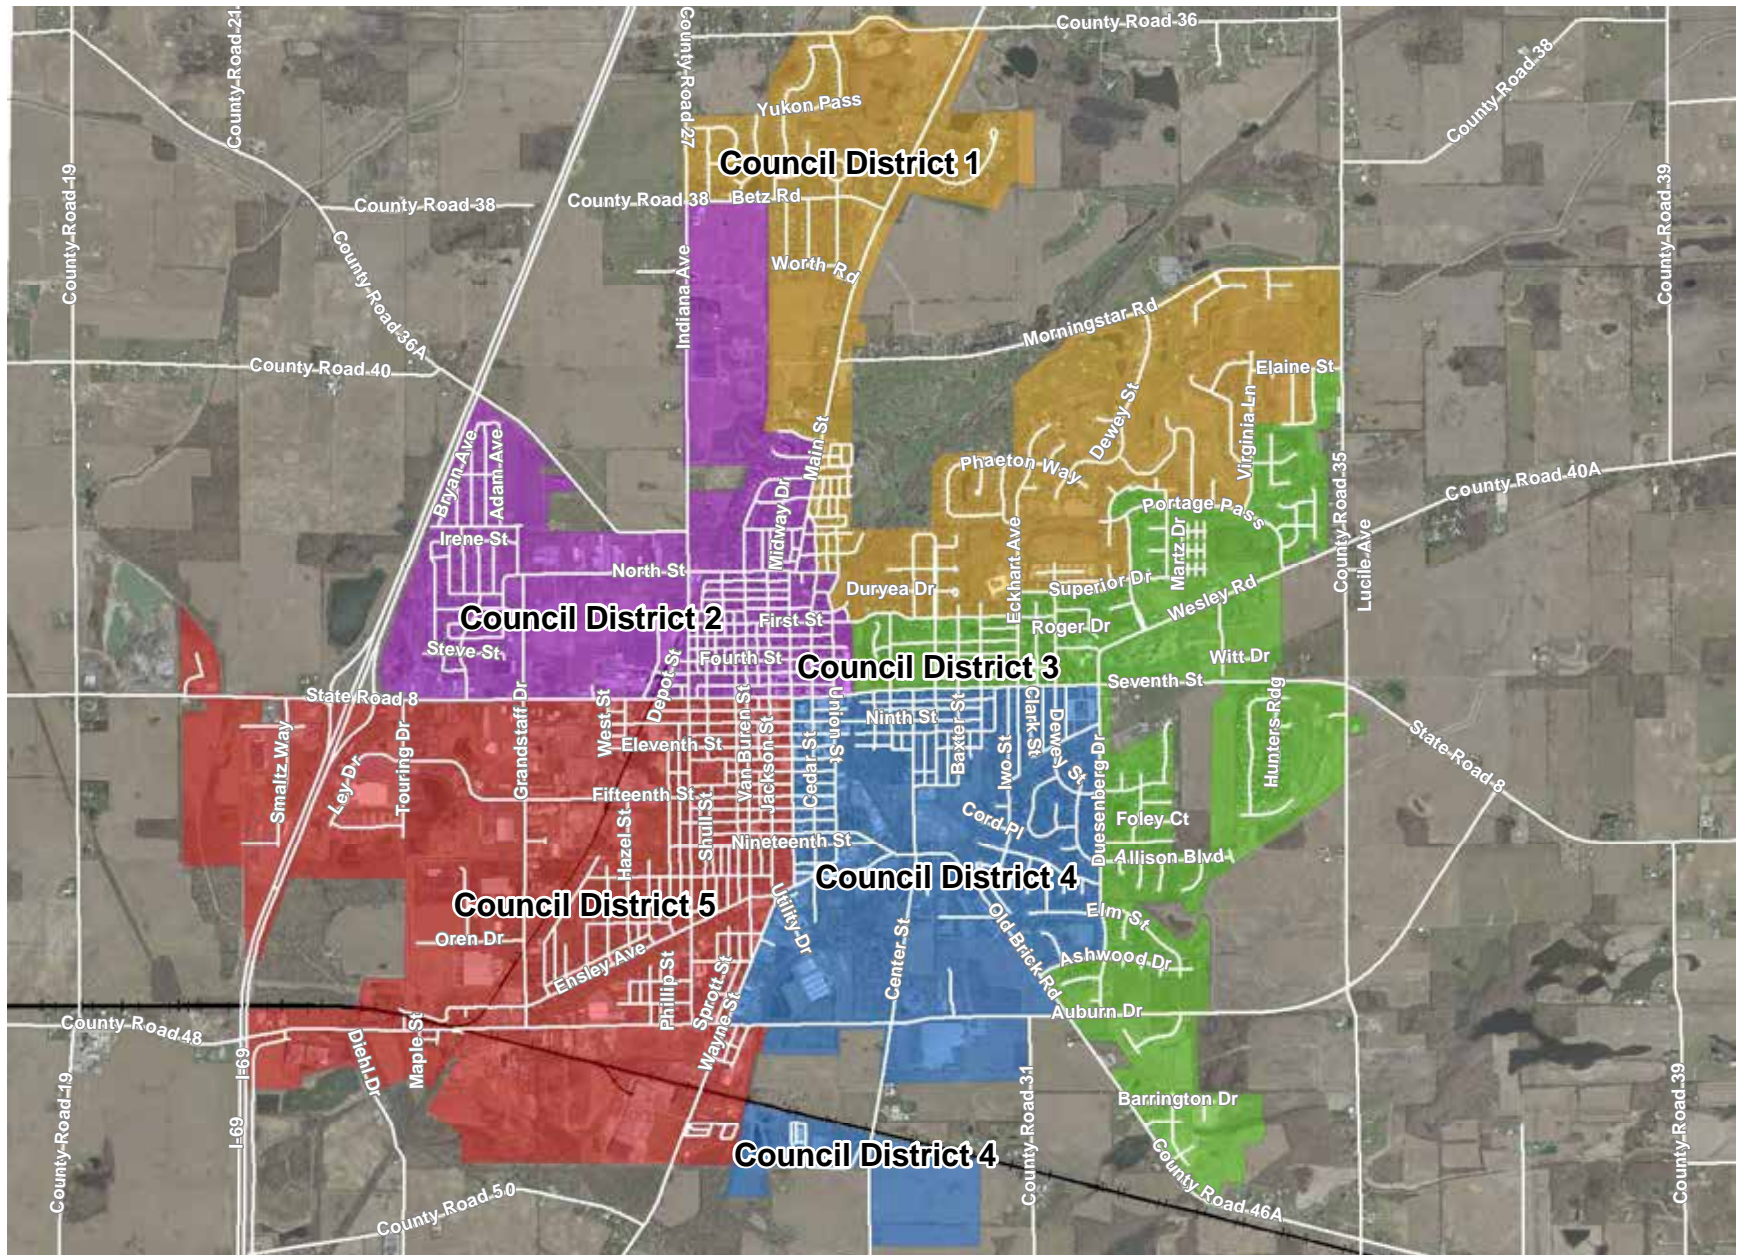 County Road 21
County Road 27
County Road 36
County Road 38
Yukon Pass
Council District 1
County Road 19
County Road 39
County Road 38
County Road 38
Betz Rd
County Road 36A
Indiana Ave
Worth Rd
Morningstar Rd
County Road 40
Elaine St
Dewey St
Virginia Ln
Main St
Bryan Ave
Adam Ave
Phaeton Way
County Road 40A
County Road 35
Midway Dr
Portage Pass
Irene St
Eckhart Ave
Martz Dr
Lucile Ave
North St
Duryea Dr
Superior Dr
Wesley Rd
Council District 2
First St
Roger Dr
Steve St
Fourth St
Council District 3
Witt Dr
Depot St
State Road 8
Seventh St
Grandstaff Dr
West St
Van Buren St
Jackson St
Union St
Ninth St
Baxter St
Clark St
Dewey St
Hunters Rdg
State Road 8
Smaltz Way
Ley Dr
Touring Dr
Eleventh St
Cedar St
Iwo St
Duesenberg Dr
Fifteenth St
Hazel St
Shull St
Cord Pl
Foley Ct
Nineteenth St
Allison Blvd
Council District 4
Council District 5
Utility Dr
Old Brick Rd
Elm St
Oren Dr
Center St
Ensley Ave
Phillip St
Sprott St
Wayne St
Ashwood Dr
Auburn Dr
County Road 48
Maple St
Diehl Dr
I-69
I-69
County Road 19
County Road 31
County Road 39
Barrington Dr
Council District 4
County Road 50
County Road 46A